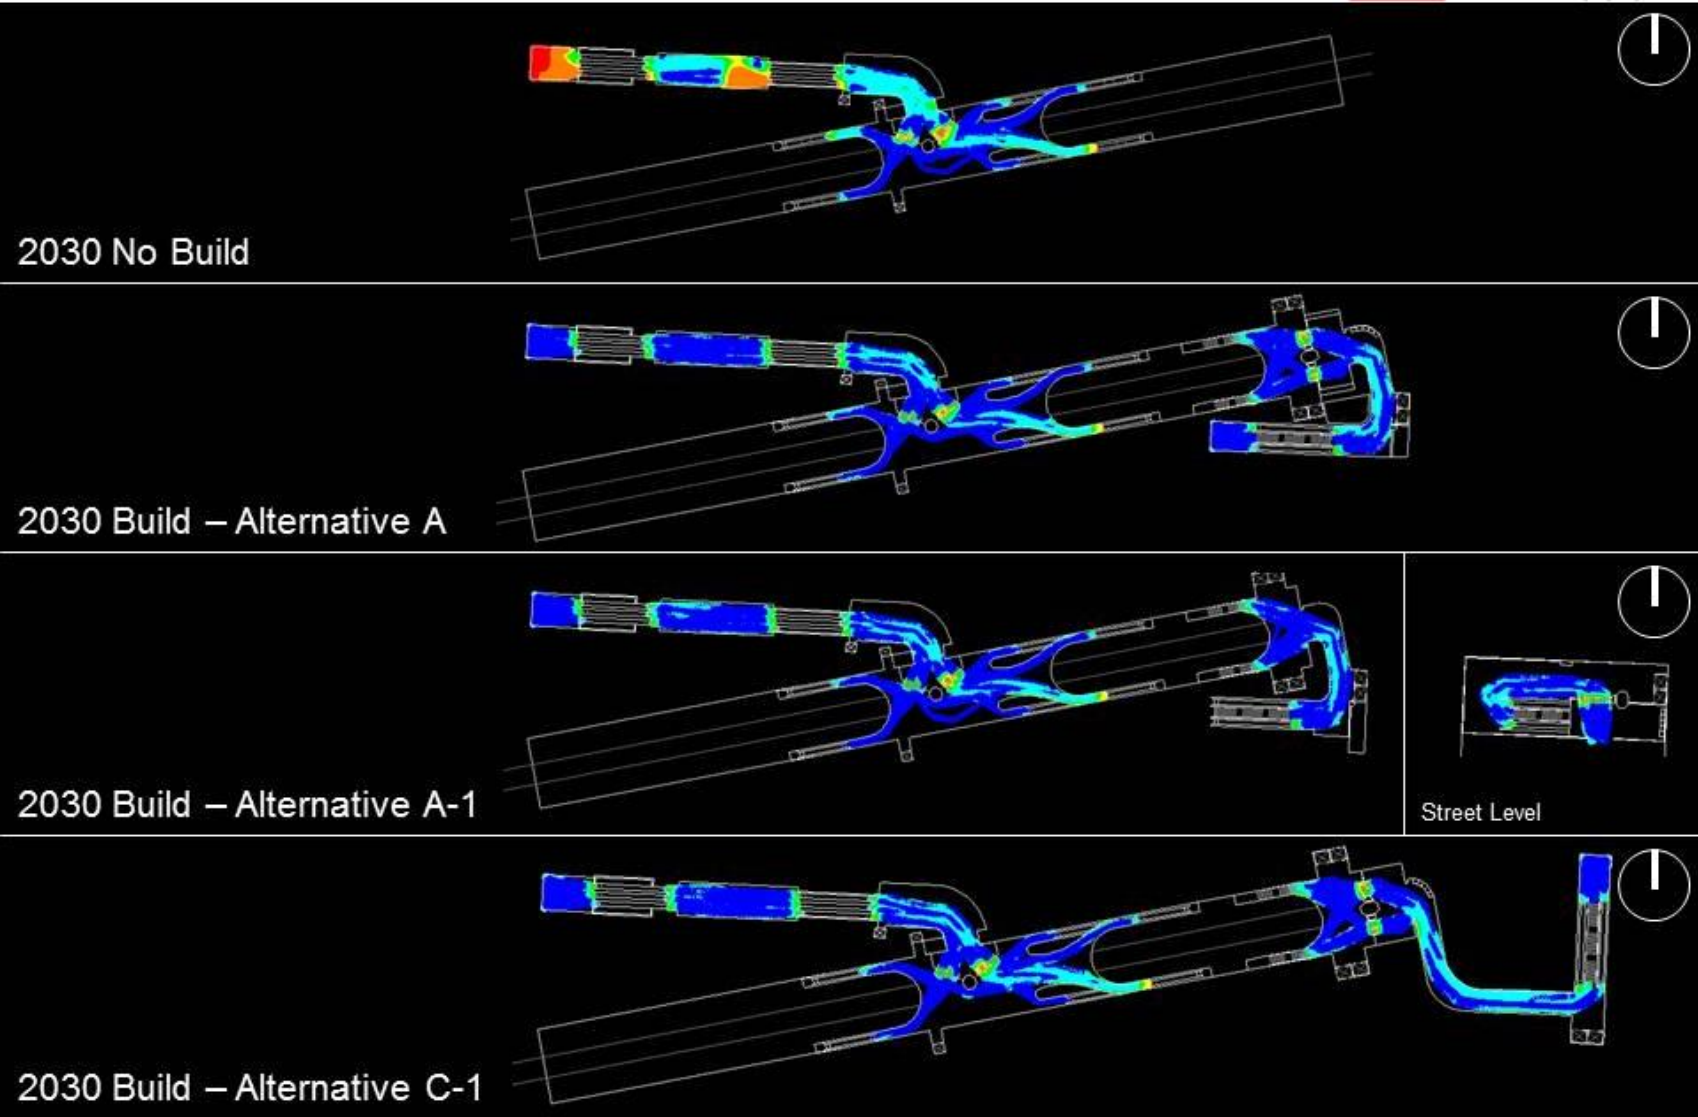 2030 No Build
2030 Build – Alternative A
2030 Build – Alternative A-1
Street Level
2030 Build – Alternative C-1